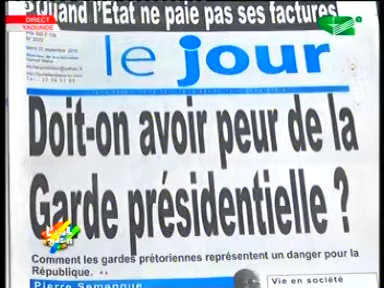 Quand l'Etat ne paie pas ses factures
DIRECT
YAOUNDE
le jour
Doit-on avoir peur de la
Garde présidentielle ?
Comment les gardes prétoriennes représentent un danger pour la
République.
Pierre Semengue
Vie en société